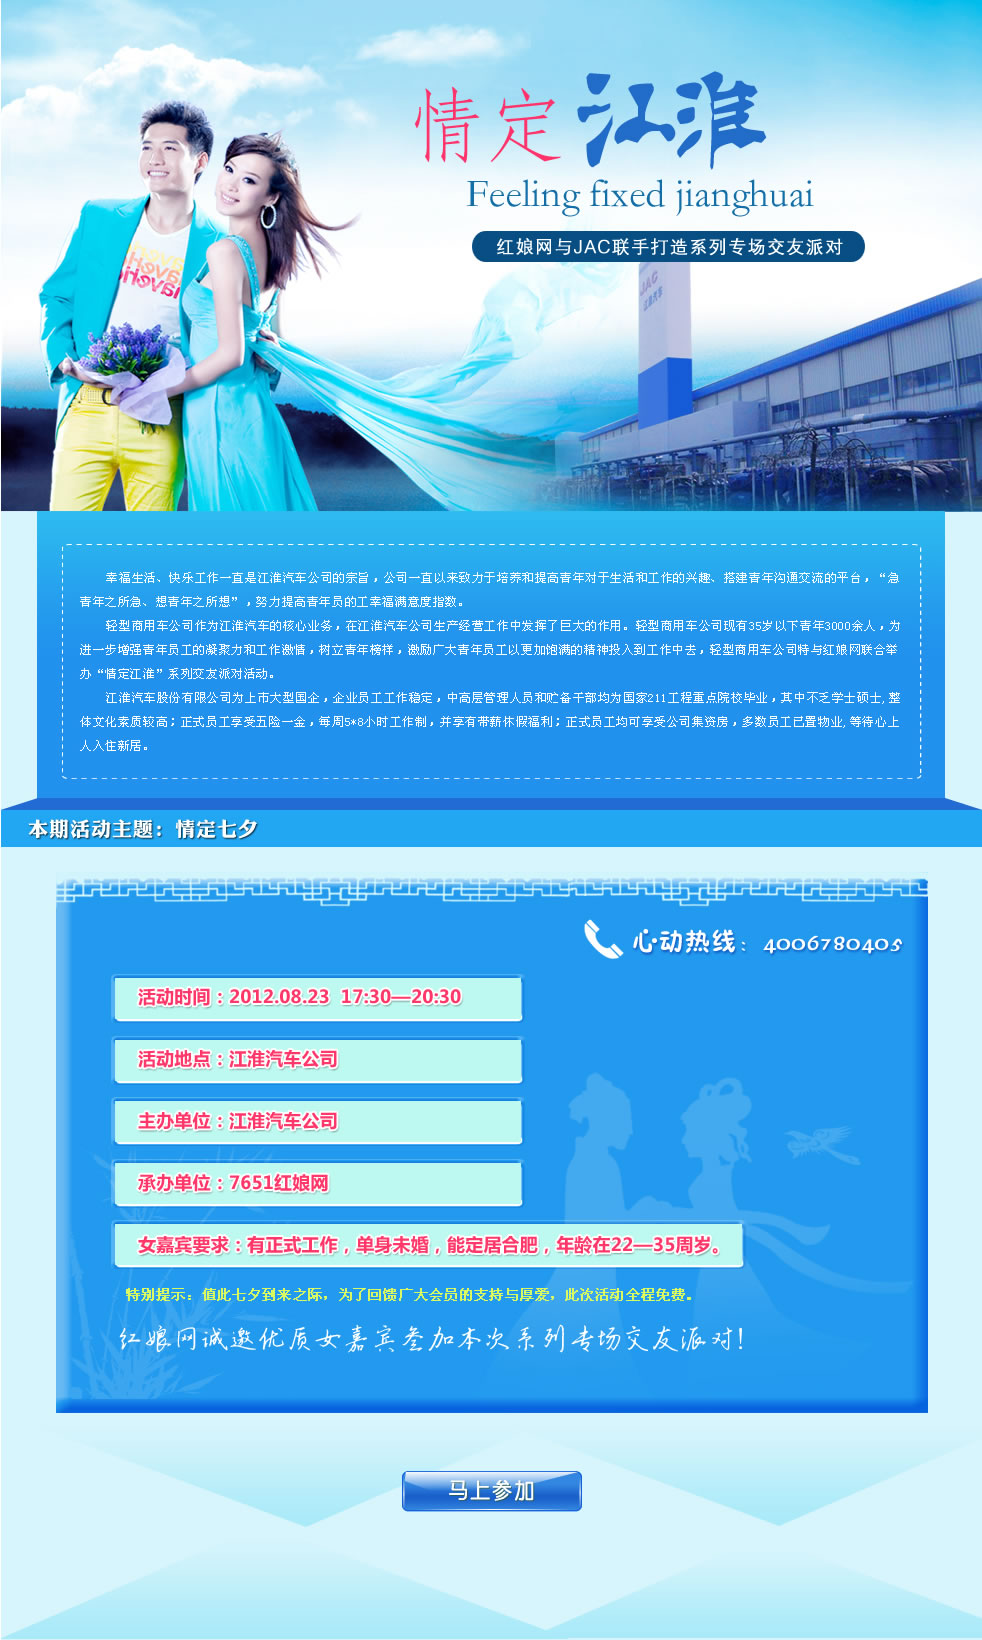 情定江淮
Feeling fixed jianghuai
红娘网与JAC联手打造系列专场交友派对
JAC
江淮汽车
幸福生活、快乐工作一直是江淮汽车公司的宗旨，公司一直以来致力于培养和提高青年对于生活和工作的兴趣、搭建青年沟通交流的平台，“急
青年之所急、想青年之所想”，努力提高青年员的工幸福满意度指数。
轻型商用车公司作为江淮汽车的核心业务，在江淮汽车公司生产经营工作中发挥了巨大的作用。轻型商用车公司现有35岁以下青年3000余人，为
进一步增强青年员工的凝聚力和工作激情，树立青年榜样，激励广大青年员工以更加饱满的精神投入到工作中去，轻型商用车公司特与红娘网联合举
办“情定江淮”系列交友派对活动。
江淮汽车股份有限公司为上市大型国企，企业员工工作稳定，中高层管理人员和贮备干部均为国家211工程重点院校毕业，其中不乏学士硕士,整
体文化素质较高；正式员工享受五险一金，每周5*8小时工作制，并享有带薪休假福利；正式员工均可享受公司集资房，多数员工已置物业,等待心上
人入住新居。
本期活动主题：情定七夕
心动热线：4006780405
活动时间：2012.08.23 17:30—20:30
活动地点：江淮汽车公司
主办单位：江淮汽车公司
承办单位：7651红娘网
女嘉宾要求：有正式工作，单身未婚，能定居合肥，年龄在22—35周岁。
特别提示：值此七夕到来之际，为了回馈广大会员的支持与厚爱，此次活动全程免费。
红娘网诚邀优质女嘉宾参加本次系列专场交友派对！
马上参加